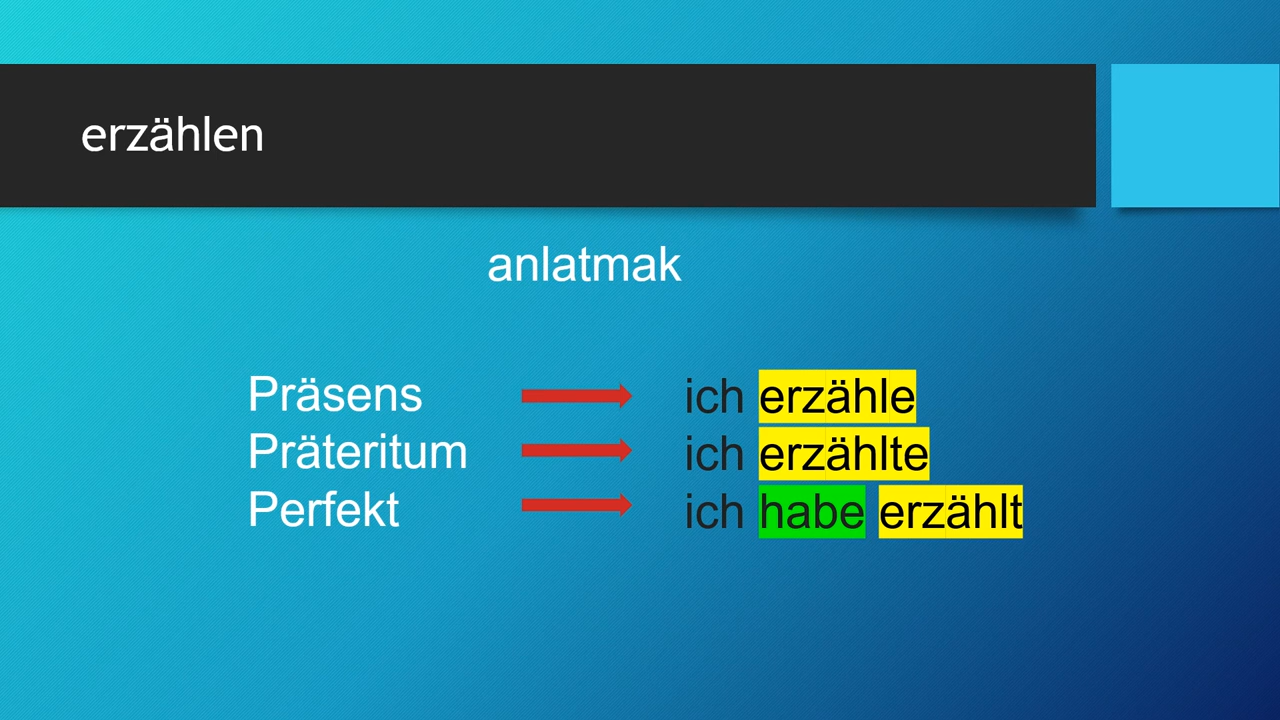 erzählen
anlatmak
Präsens ich erzähle
Präteritum ich erzählte
Perfekt ich habe erzählt